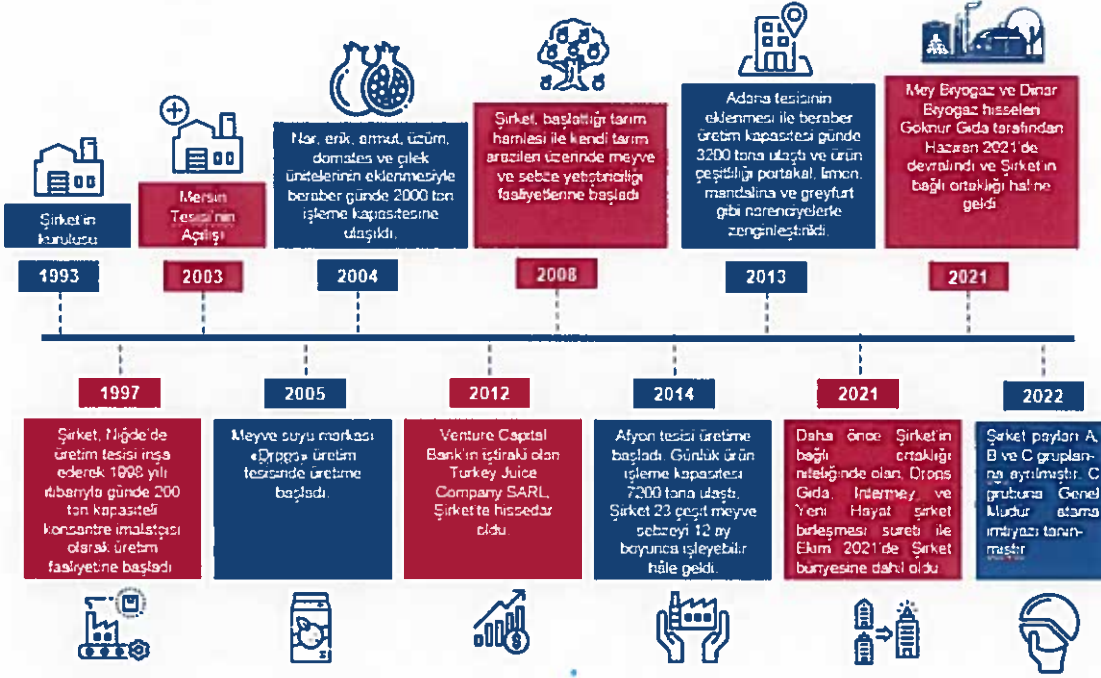 Şirket'in
kuruluşu
1993
Mersin
Tesisi'nin
Açılışı
2003
Nar, erik, armut, üzüm,
domates ve çilek
ünitelerinin eklenmesiyle
beraber günde 2000 ton
işleme kapasitesine
ulaşıldı.
2004
Şirket, başlattığı tarım
hamlesi ile kendi tarım
arazileri üzerinde meyve
ve sebze yetiştiriciliği
faaliyetlerine başladı
2008
Adana tesisinin
eklenmesi ile beraber
üretim kapasitesi günde
3200 tona ulaştı ve ürün
çeşitliliği portakal, limon,
mandalina ve greyfurt
gibi narenciyelerle
zenginleştirildi.
2013
Mey Biyogaz ve Dinar
Biyogaz hisseleri
Göknur Gıda tarafından
Haziran 2021'de
devralındı ve Şirket'in
bağlı ortaklığı haline
geldi.
2021
1997
Şirket, Niğde'de
üretim tesisi inşa
ederek 1998 yılı
itibarıyla günde 200
ton kapasiteli
konsantre imalatçısı
olarak üretim
faaliyetine başladı
2005
Meyve suyu markası
«Drops» üretim
tesisinde üretime
başladı.
2012
Venture Capital
Bank'ın iştiraki olan
Turkey Juice
Company SARL,
Şirket'te hissedar
oldu.
2014
Afyon tesisi üretime
başladı. Günlük ürün
işleme kapasitesi
7200 tona ulaştı,
Şirket 23 çeşit meyve
sebzeyi 12 ay
boyunca işleyebilir
hâle geldi.
2021
Daha önce Şirket'in
bağlı ortaklığı
niteliğinde olan, Drops
Gıda, Intermey ve
Yeni Hayat şirket
birleşmesi sureti ile
Ekim 2021'de Şirket
bünyesine dahil oldu
2022
Şirket payları A,
B ve C grupları-
na ayrılmıştır. C
grubuna Genel
Müdür atama
imtiyazı tanın-
mıştır